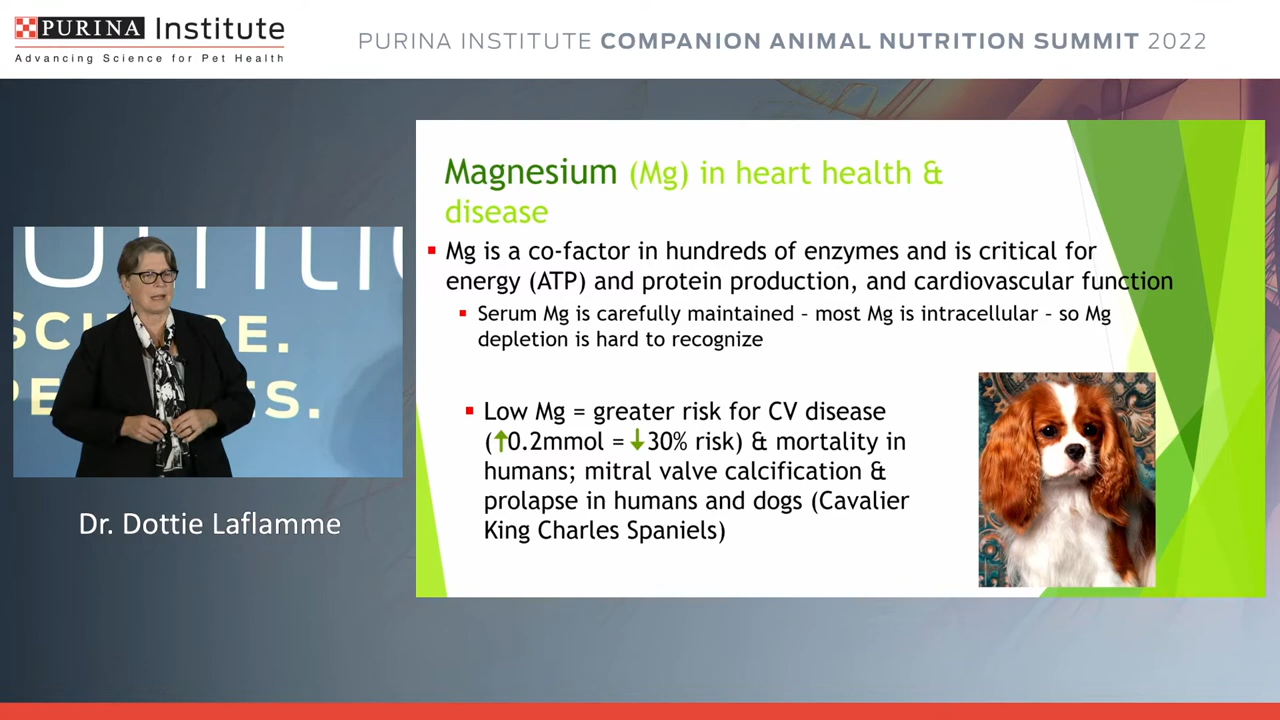 PURINA Institute
Advancing Science for Pet Health
PURINA INSTITUTE COMPANION ANIMAL NUTRITION SUMMIT 2022
Magnesium (Mg) in heart health &
disease
Mg is a co-factor in hundreds of enzymes and is critical for
energy (ATP) and protein production, and cardiovascular function
Serum Mg is carefully maintained – most Mg is intracellular – so Mg
depletion is hard to recognize
Low Mg = greater risk for CV disease
(↑0.2mmol = ↓30% risk) & mortality in
humans; mitral valve calcification &
prolapse in humans and dogs (Cavalier
King Charles Spaniels)
Dr. Dottie Laflamme